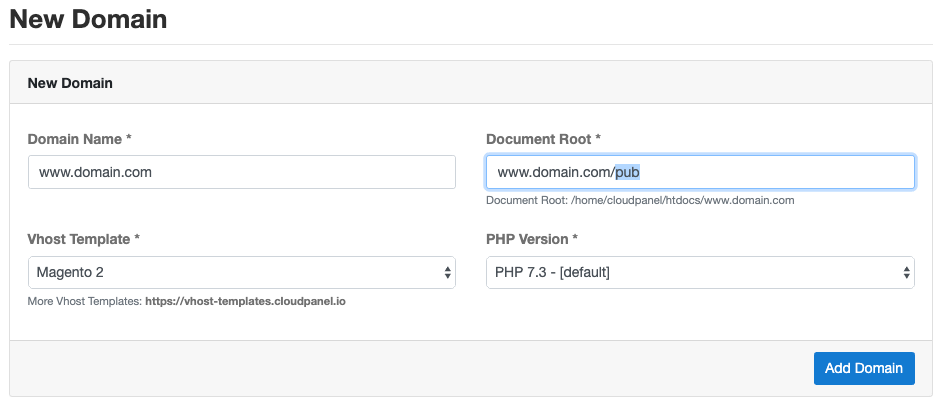 New Domain
New Domain
Domain Name *
www.domain.com
Document Root *
www.domain.com/pub
Document Root: /home/cloudpanel/htdocs/www.domain.com
Vhost Template *
Magento 2
More Vhost Templates: https://vhost-templates.cloudpanel.io
PHP Version *
PHP 7.3 - [default]
Add Domain